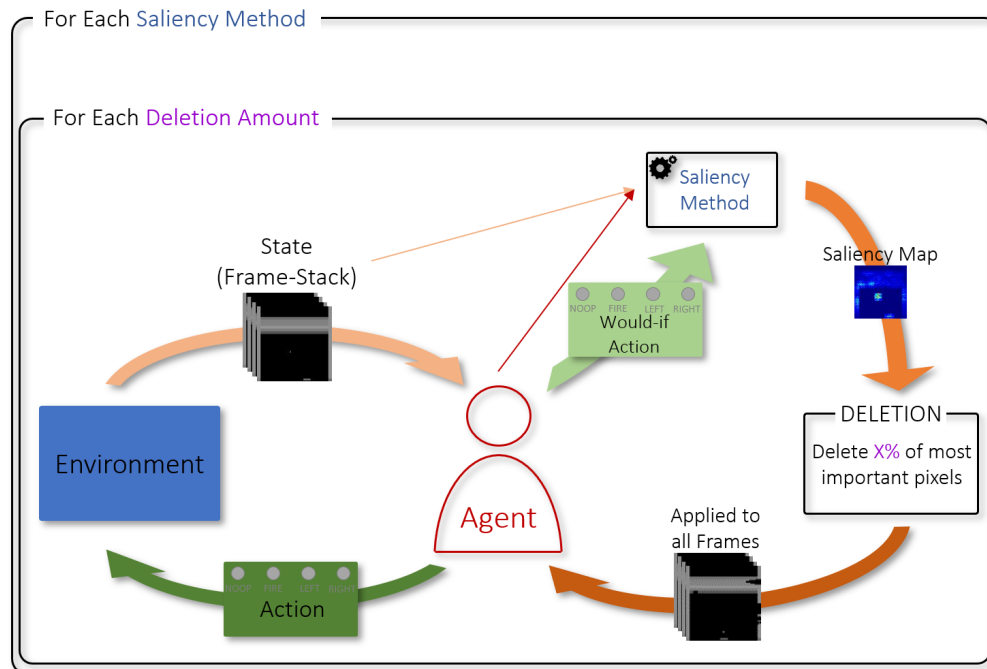 For Each Saliency Method
For Each Deletion Amount
Saliency
Method
State
(Frame-Stack)
Saliency Map
NOOP FIRE LEFT RIGHT
Would-if
Action
DELETION
Delete X% of most
important pixels
Environment
Agent
Applied to
all Frames
NOOP FIRE LEFT RIGHT
Action